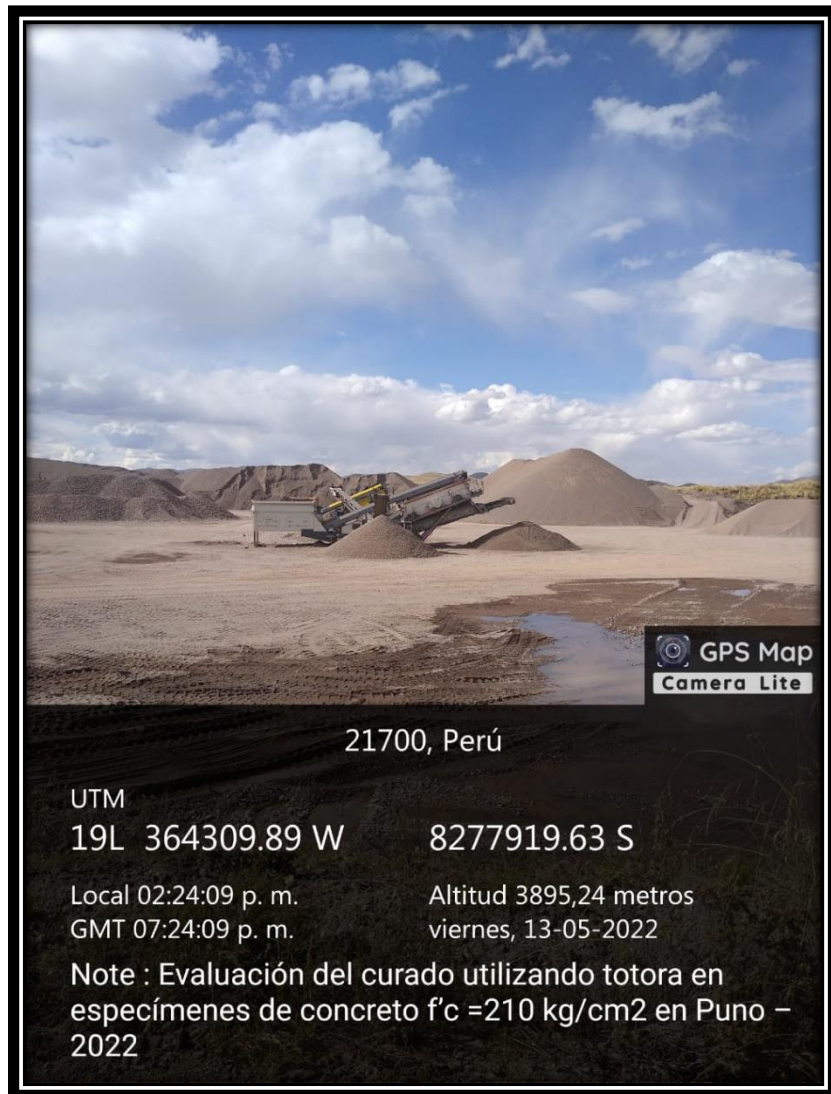 GPS Map
Camera Lite
21700, Perú
UTM
19L 364309.89 W 8277919.63 S
Local 02:24:09 p. m. Altitud 3895,24 metros
GMT 07:24:09 p. m. viernes, 13-05-2022
Note : Evaluación del curado utilizando totora en
especímenes de concreto f'c =210 kg/cm2 en Puno –
2022